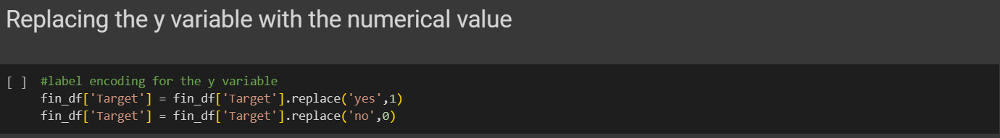 Replacing the y variable with the numerical value
[ ] #label encoding for the y variable
fin_df['Target'] = fin_df['Target'].replace('yes',1)
fin_df['Target'] = fin_df['Target'].replace('no',0)